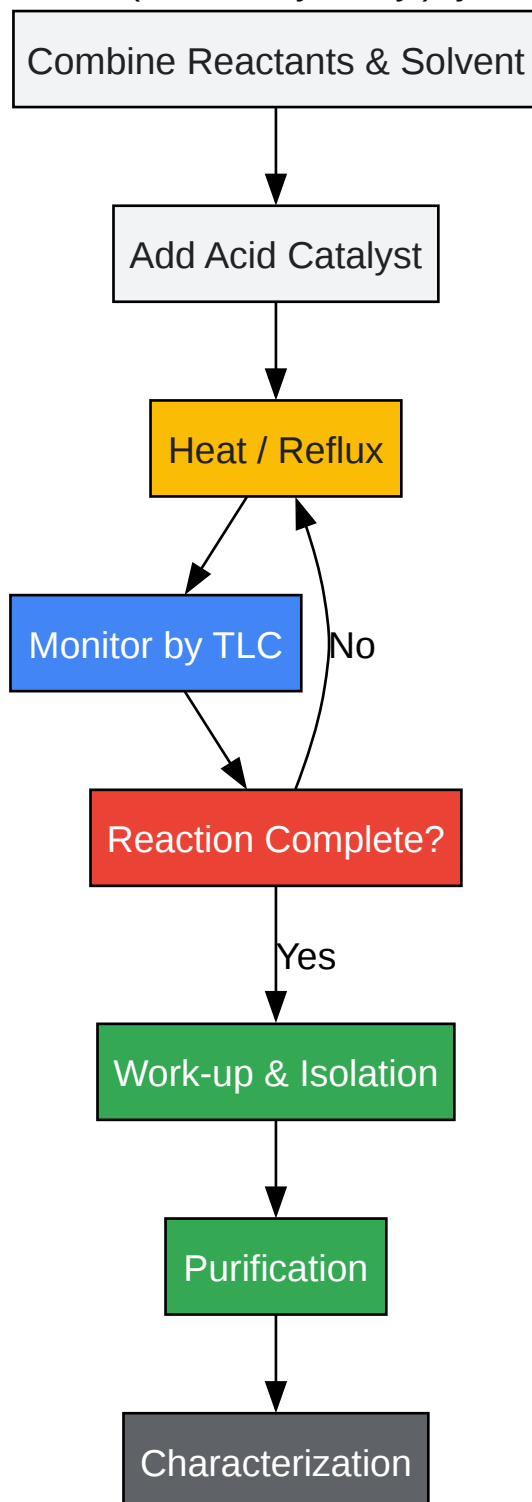 Combine Reactants & Solvent
Add Acid Catalyst
Heat / Reflux
Monitor by TLC
No
Reaction Complete?
Yes
Work-up & Isolation
Purification
Characterization